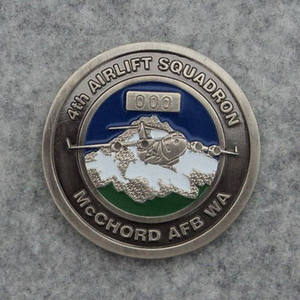 4th AIRLIFT SQUADRON
000
McCHORD AFB WA